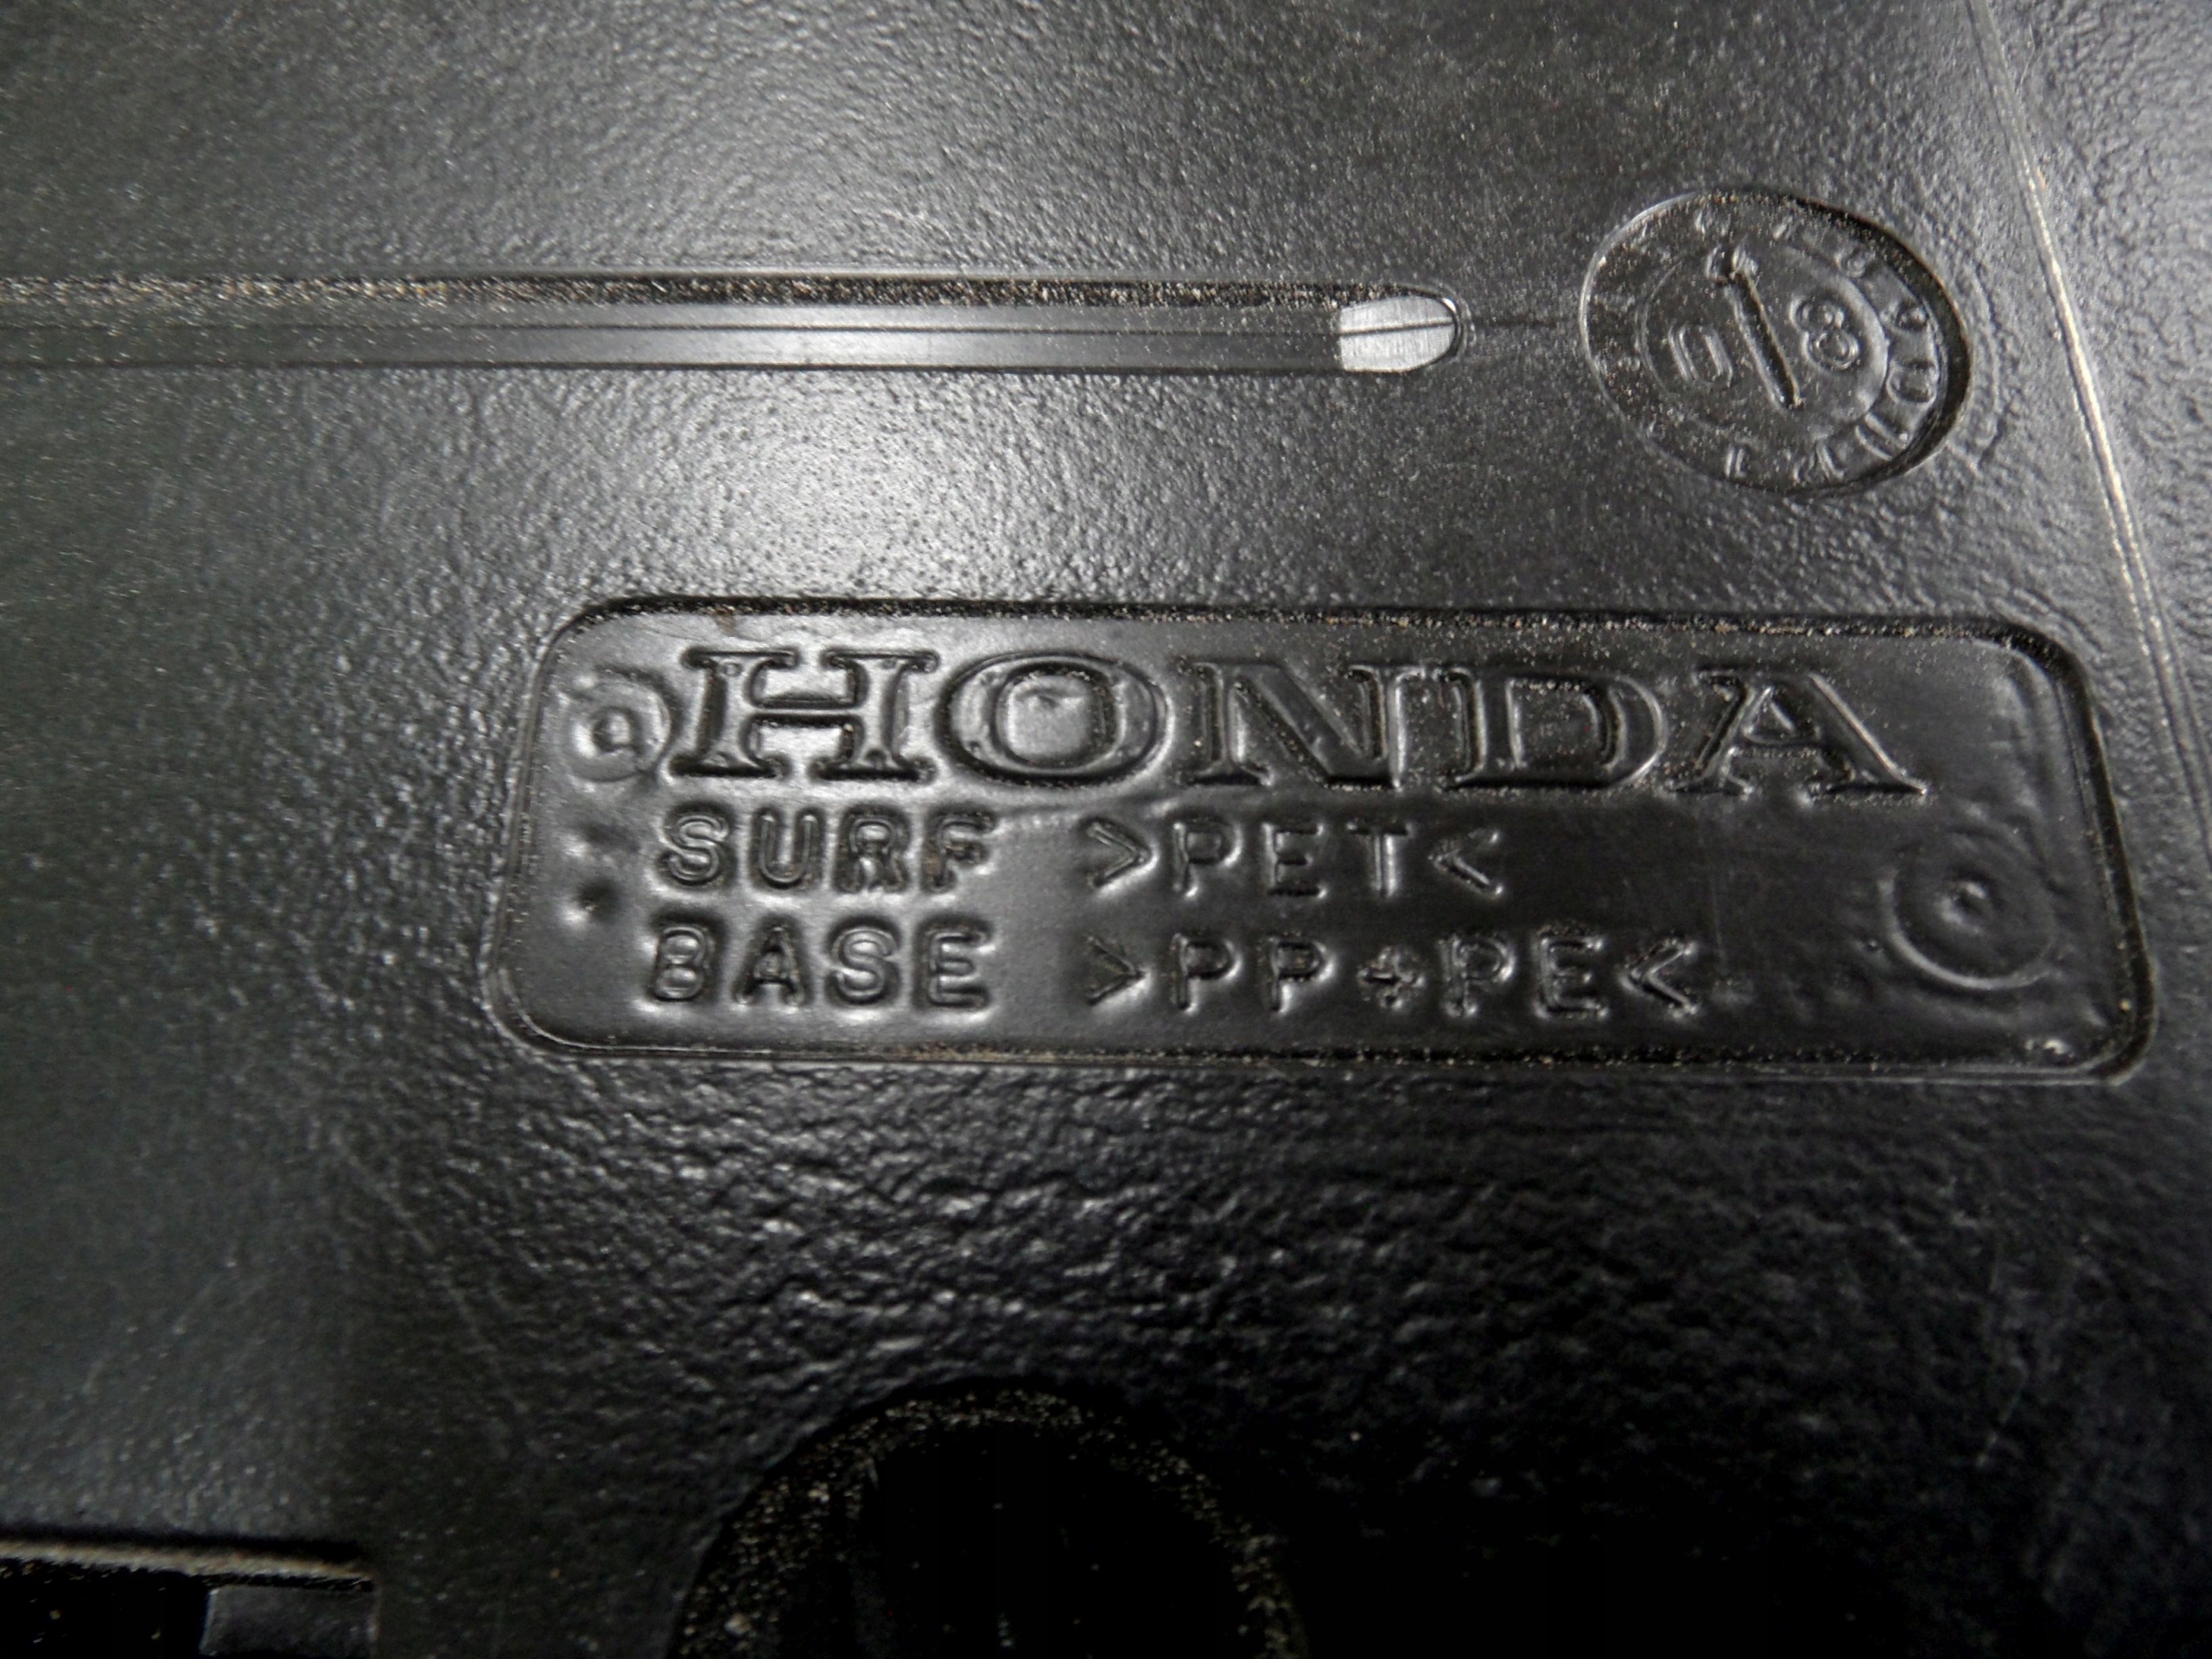 HONDA
SURF >PET<
BASE >PP+PE<